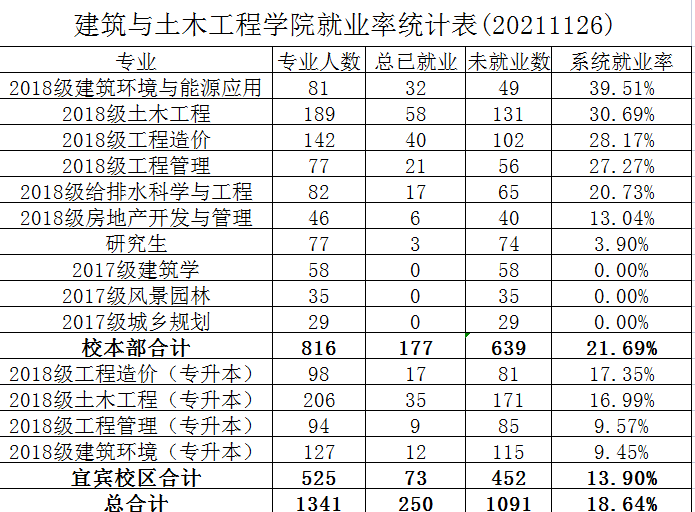 建筑与土木工程学院就业率统计表(20211126)
专业 专业人数 总已就业 未就业数 系统就业率
2018级建筑环境与能源应用 81 32 49 39.51%
2018级土木工程 189 58 131 30.69%
2018级工程造价 142 40 102 28.17%
2018级工程管理 77 21 56 27.27%
2018级给排水科学与工程 82 17 65 20.73%
2018级房地产开发与管理 46 6 40 13.04%
研究生 77 3 74 3.90%
2017级建筑学 58 0 58 0.00%
2017级风景园林 35 0 35 0.00%
2017级城乡规划 29 0 29 0.00%
校本部合计 816 177 639 21.69%
2018级工程造价（专升本） 98 17 81 17.35%
2018级土木工程（专升本） 206 35 171 16.99%
2018级工程管理（专升本） 94 9 85 9.57%
2018级建筑环境（专升本） 127 12 115 9.45%
宜宾校区合计 525 73 452 13.90%
总合计 1341 250 1091 18.64%